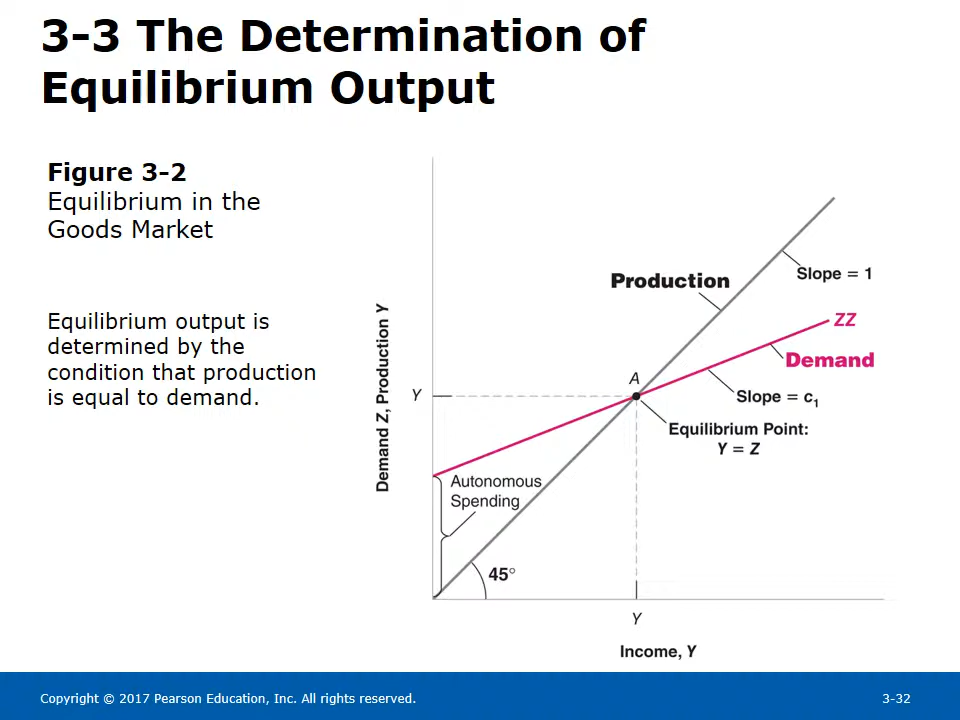 3-3 The Determination of
Equilibrium Output
Figure 3-2
Equilibrium in the
Goods Market
Equilibrium output is
determined by the
condition that production
is equal to demand.
Demand Z, Production Y
Y
Production
Slope = 1
ZZ
Demand
A
Slope = c₁
Equilibrium Point:
Y = Z
Autonomous
Spending
45°
Y
Income, Y
Copyright © 2017 Pearson Education, Inc. All rights reserved.
3-32